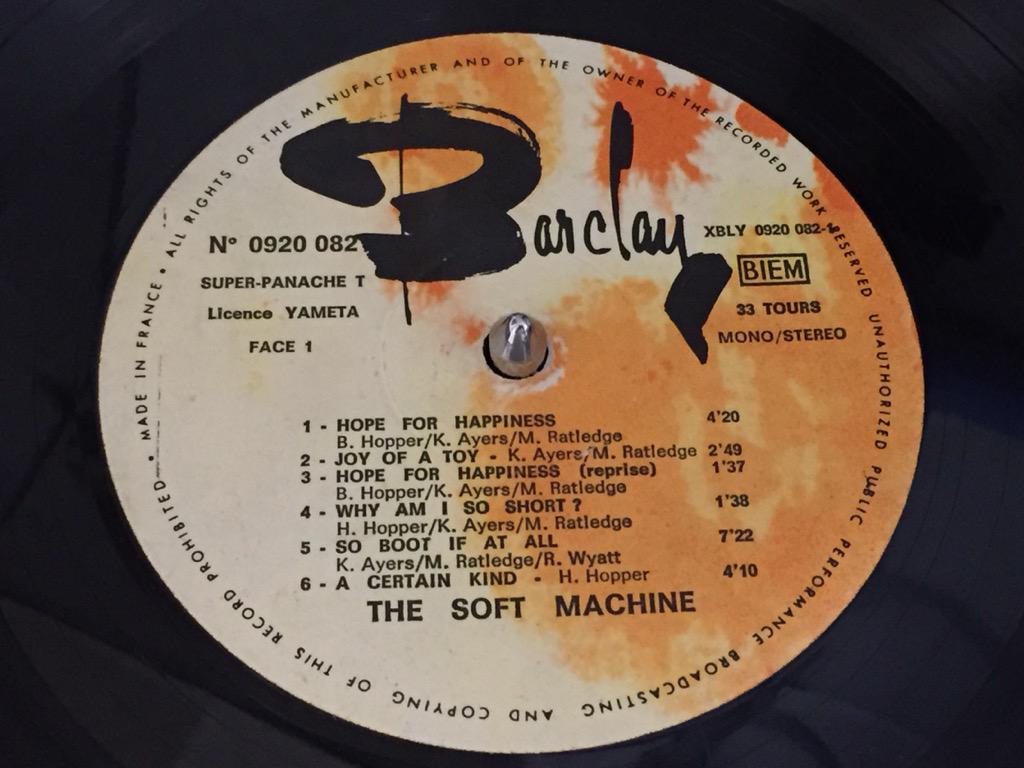 • MADE IN FRANCE • ALL RIGHTS OF THE MANUFACTURER AND OF THE OWNER OF THE RECORDED WORK RESERVED UNAUTHORIZED PUBLIC PERFORMANCE BROADCASTING AND COPYING OF THIS RECORD PROHIBITED
Barclay
N° 0920 082
SUPER-PANACHE T
Licence YAMETA
FACE 1
XBLY 0920 082-1
BIEM
33 TOURS
MONO/STEREO
1 - HOPE FOR HAPPINESS 4'20
B. Hopper/K. Ayers/M. Ratledge
2 - JOY OF A TOY - K. Ayers/M. Ratledge 2'49
3 - HOPE FOR HAPPINESS (reprise) 1'37
B. Hopper/K. Ayers/M. Ratledge
4 - WHY AM I SO SHORT? 1'38
H. Hopper/K. Ayers/M. Ratledge
5 - SO BOOT IF AT ALL 7'22
K. Ayers/M. Ratledge/R. Wyatt
6 - A CERTAIN KIND - H. Hopper 4'10
THE SOFT MACHINE